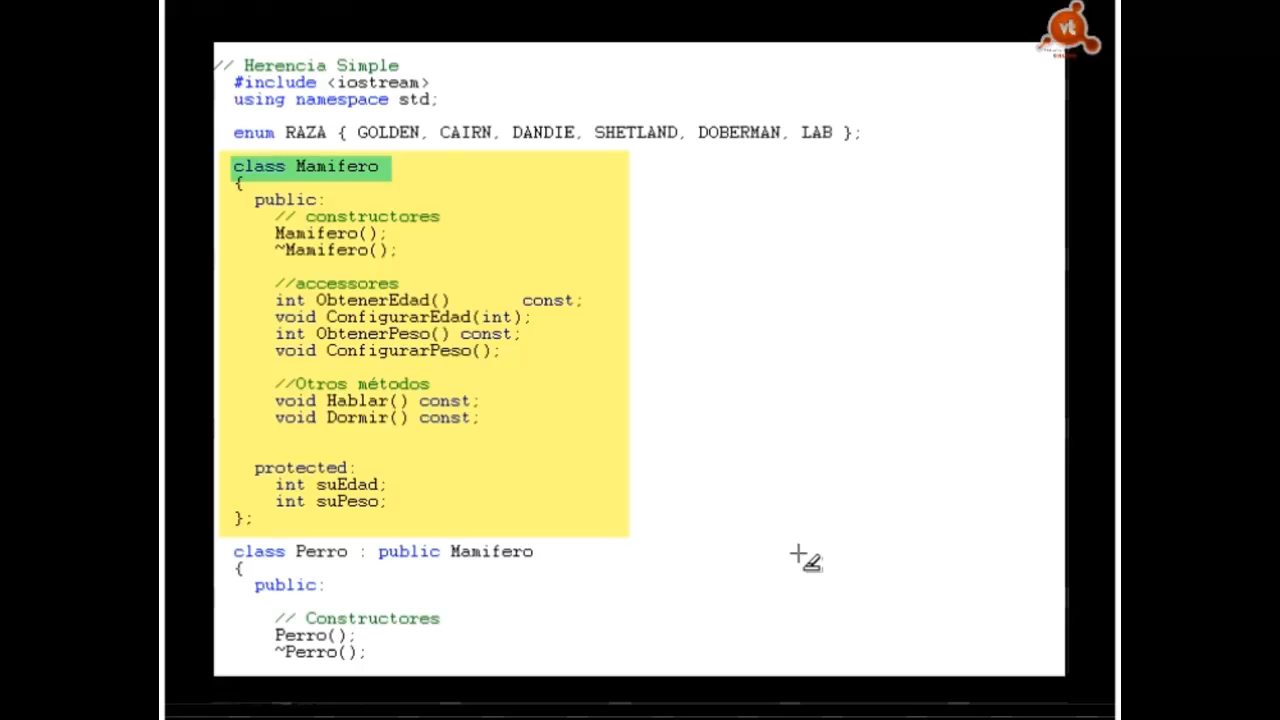 vt
// Herencia Simple
#include <iostream>
using namespace std;
enum RAZA { GOLDEN, CAIRN, DANDIE, SHETLAND, DOBERMAN, LAB };
class Mamifero
{
public:
// constructores
Mamifero();
~Mamifero();
//accessores
int ObtenerEdad() const;
void ConfigurarEdad(int);
int ObtenerPeso() const;
void ConfigurarPeso();
//Otros métodos
void Hablar() const;
void Dormir() const;
protected:
int suEdad;
int suPeso;
};
class Perro : public Mamifero
{
public:
// Constructores
Perro();
~Perro();